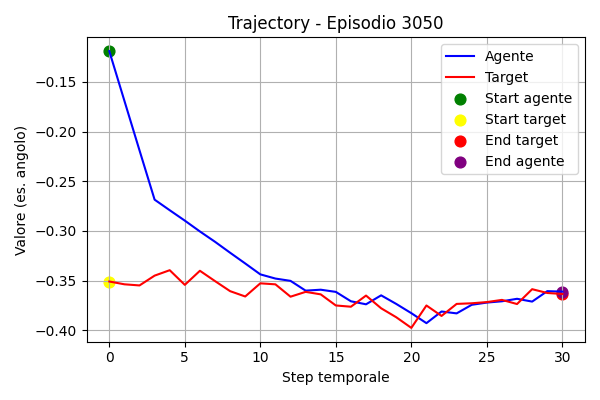 Trajectory - Episodio 3050
Valore (es. angolo)
−0.15
−0.20
−0.25
−0.30
−0.35
−0.40
Agente
Target
Start agente
Start target
End target
End agente
0 5 10 15 20 25 30
Step temporale